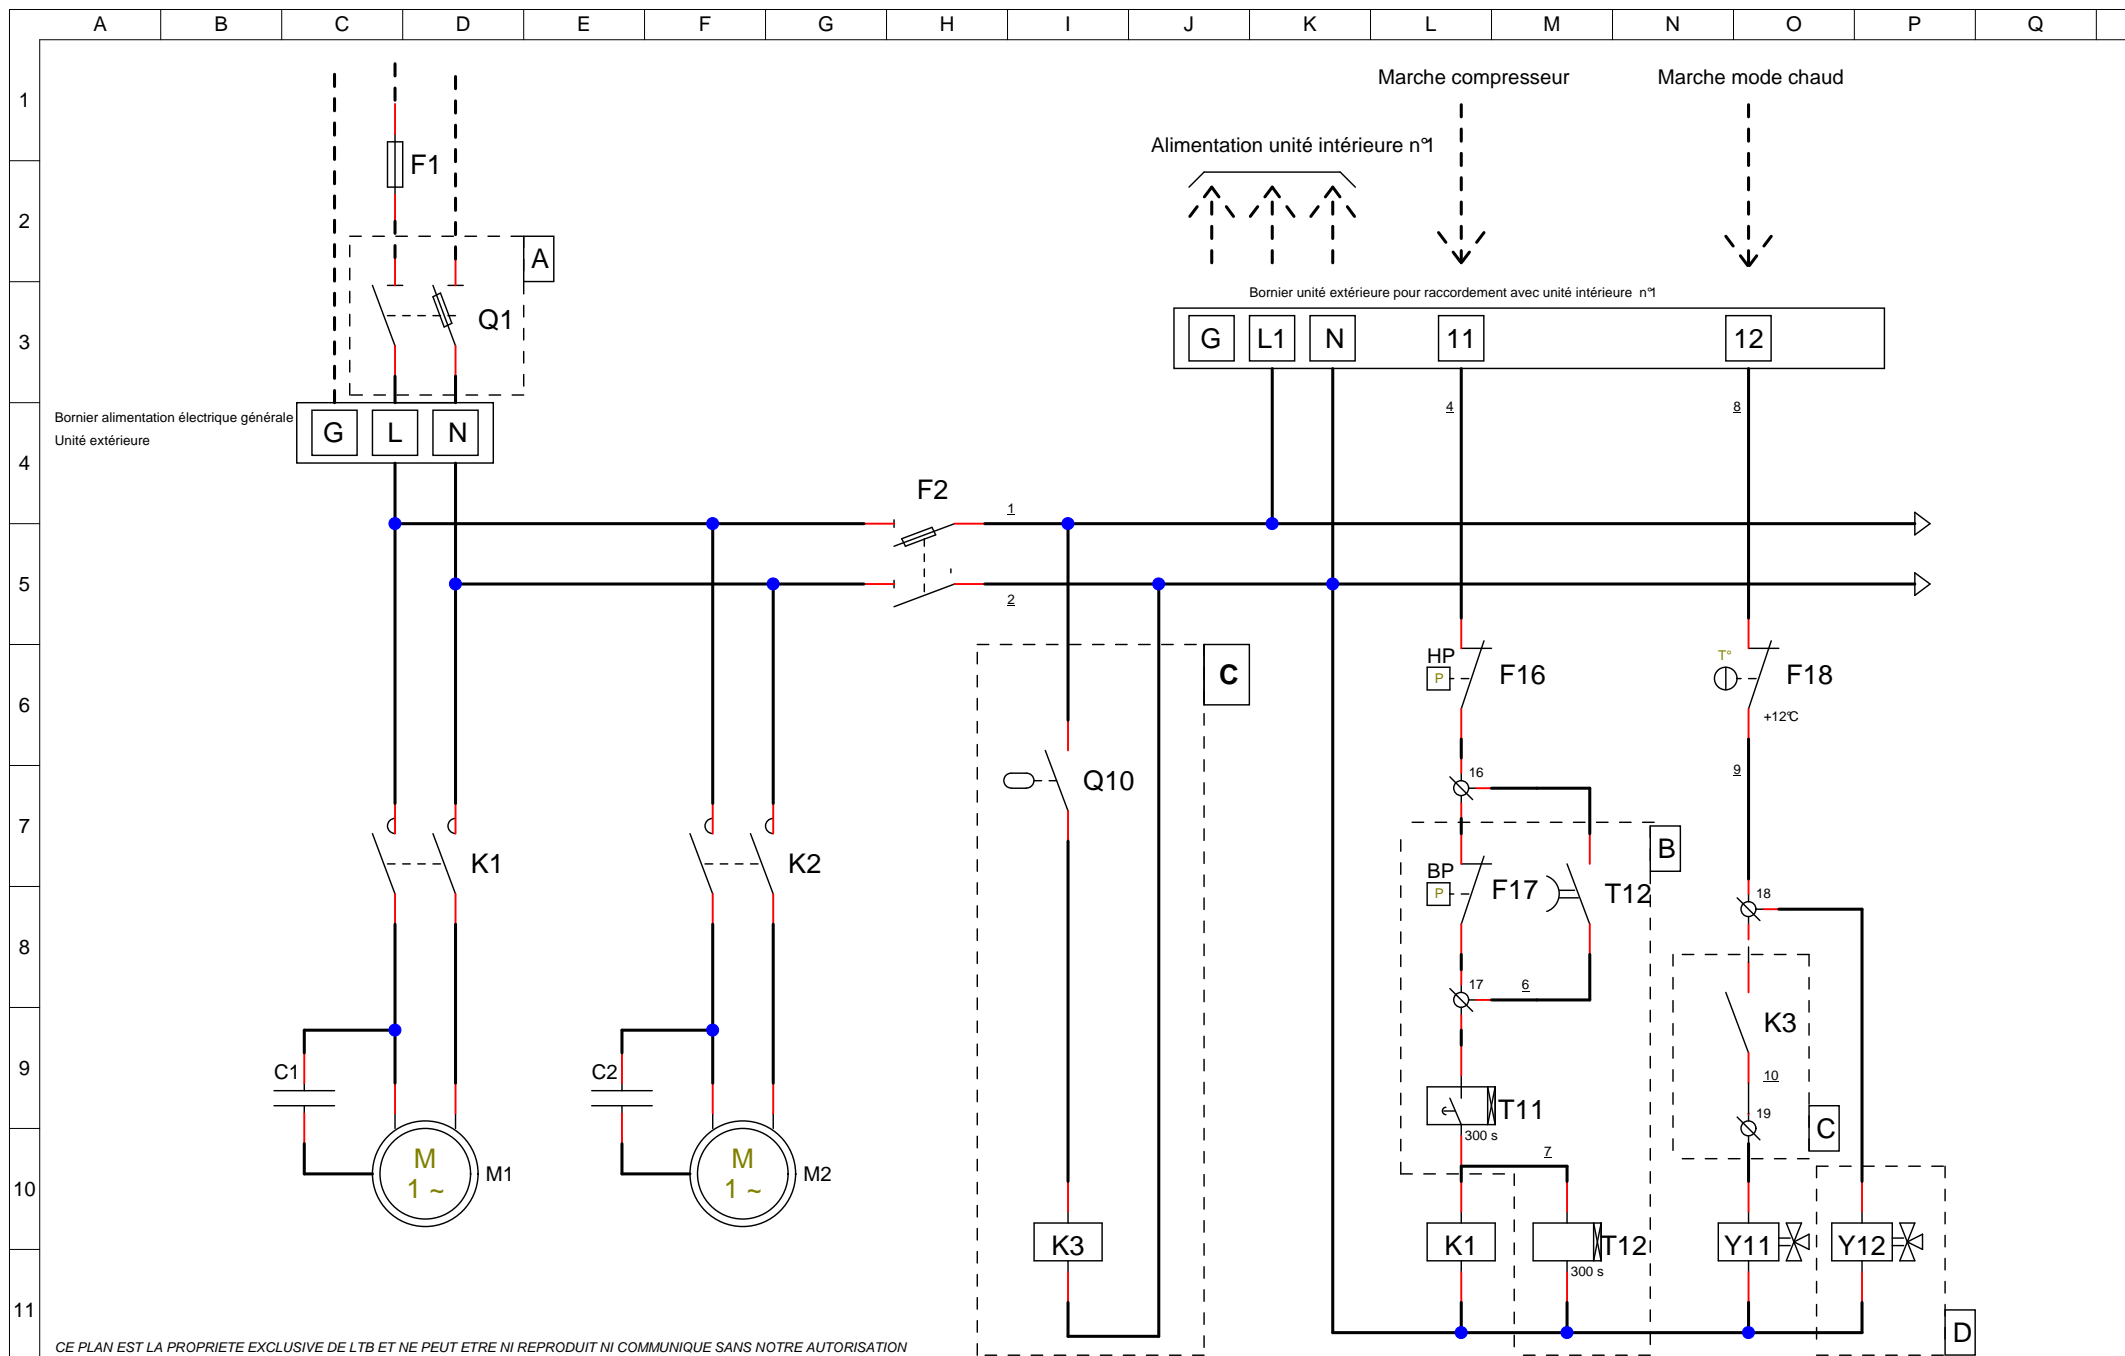 A B C D E F G H I J K L M N O P Q
1
2
3
4
5
6
7
8
9
10
11
Marche compresseur
Marche mode chaud
Alimentation unité intérieure n°1
F1
A
Q1
Bornier unité extérieure pour raccordement avec unité intérieure n°1
G L1 N 11 12
Bornier alimentation électrique générale
Unité extérieure
G L N
4
8
F2
1
2
C
HP
P
F16
T°
F18
+12°C
9
Q10
16
K1
K2
B
BP
P
F17
T12
18
17
6
K3
10
C1
C2
T11
300 s
19
C
7
M
1 ~
M1
M
1 ~
M2
K3
K1
T12
300 s
Y11
Y12
D
CE PLAN EST LA PROPRIETE EXCLUSIVE DE LTB ET NE PEUT ETRE NI REPRODUIT NI COMMUNIQUE SANS NOTRE AUTORISATION